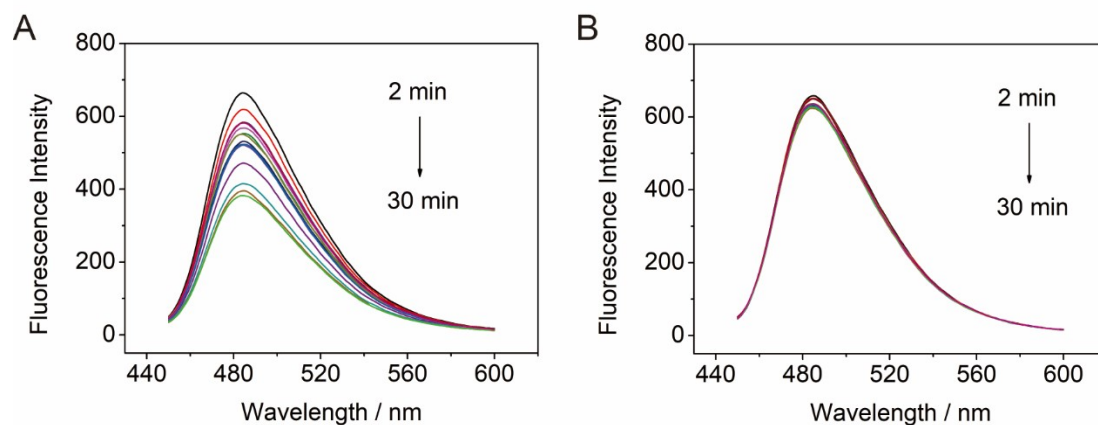 A
800
600
400
200
0
Fluorescence Intensity
2 min
30 min
440 480 520 560 600
Wavelength / nm
B
800
600
400
200
0
Fluorescence Intensity
2 min
30 min
440 480 520 560 600
Wavelength / nm